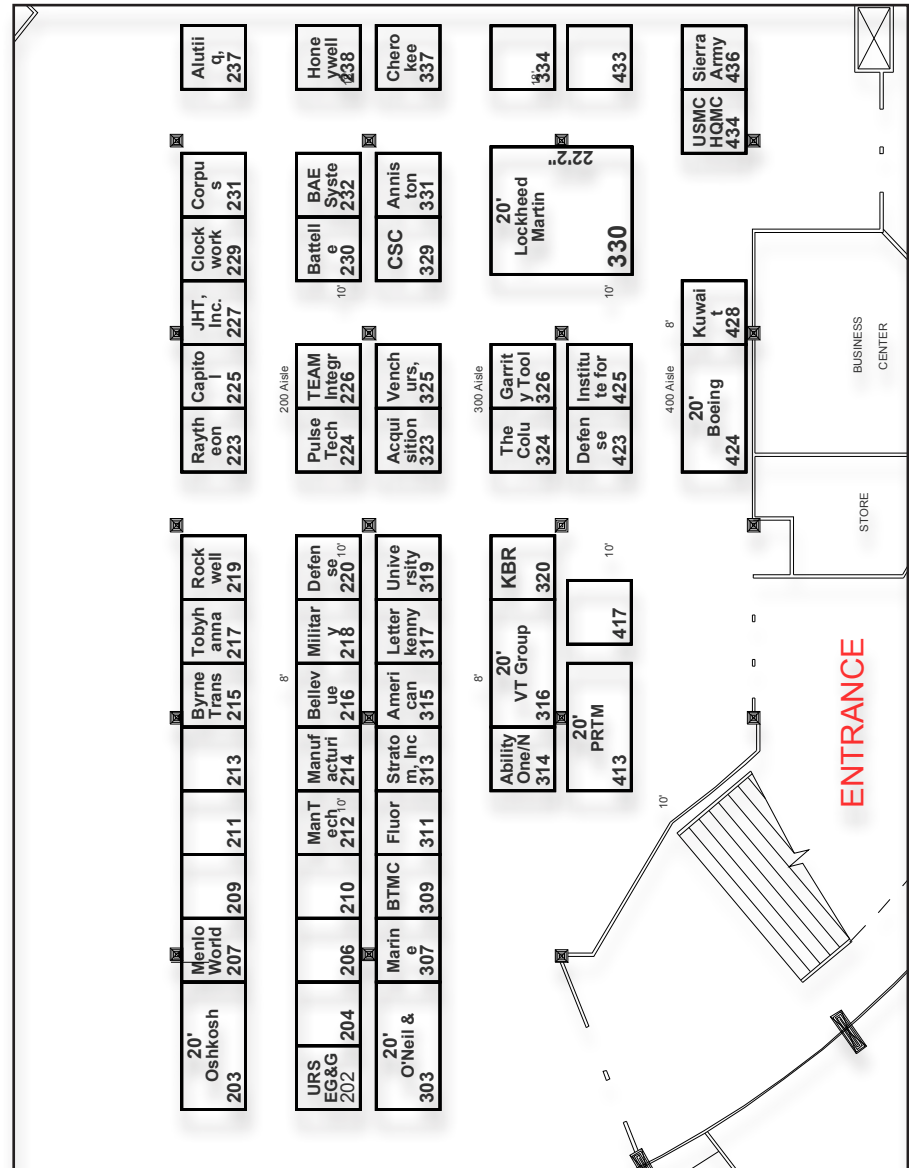 Alutii
q,
237
Hone
ywell
238
Chero
kee
337
334
433
Sierra
Army
436
USMC
HQMC
434
Corpu
s
231
BAE
Syste
232
Annis
ton
331
20'
Lockheed
Martin
330
22'2"
Clock
work
229
Battell
e
230
CSC
329
10'
10'
JHT,
Inc.
227
Kuwai
t
428
8'
BUSINESS
CENTER
Capito
l
225
200 Aisle
TEAM
Integr
226
Vench
urs,
325
300 Aisle
Garrit
y Tool
326
Institu
te for
425
400 Aisle
20'
Boeing
424
Rayth
eon
223
Pulse
Tech
224
Acqui
sition
323
The
Colu
324
Defen
se
423
STORE
Rock
well
219
Defen
se
220
10'
Unive
rsity
319
KBR
320
10'
Tobyh
anna
217
Militar
y
218
Letter
kenny
317
20'
VT Group
316
417
Byrne
Trans
215
8'
Bellev
ue
216
Ameri
can
315
8'
20'
PRTM
413
ENTRANCE
213
Manuf
acturi
214
Strato
m, Inc
313
Ability
One/N
314
211
ManT
ech
212
10'
Fluor
311
10'
209
210
BTMC
309
Menlo
World
207
206
Marin
e
307
20'
Oshkosh
203
204
URS
EG&G
202
20'
O'Neil &
303